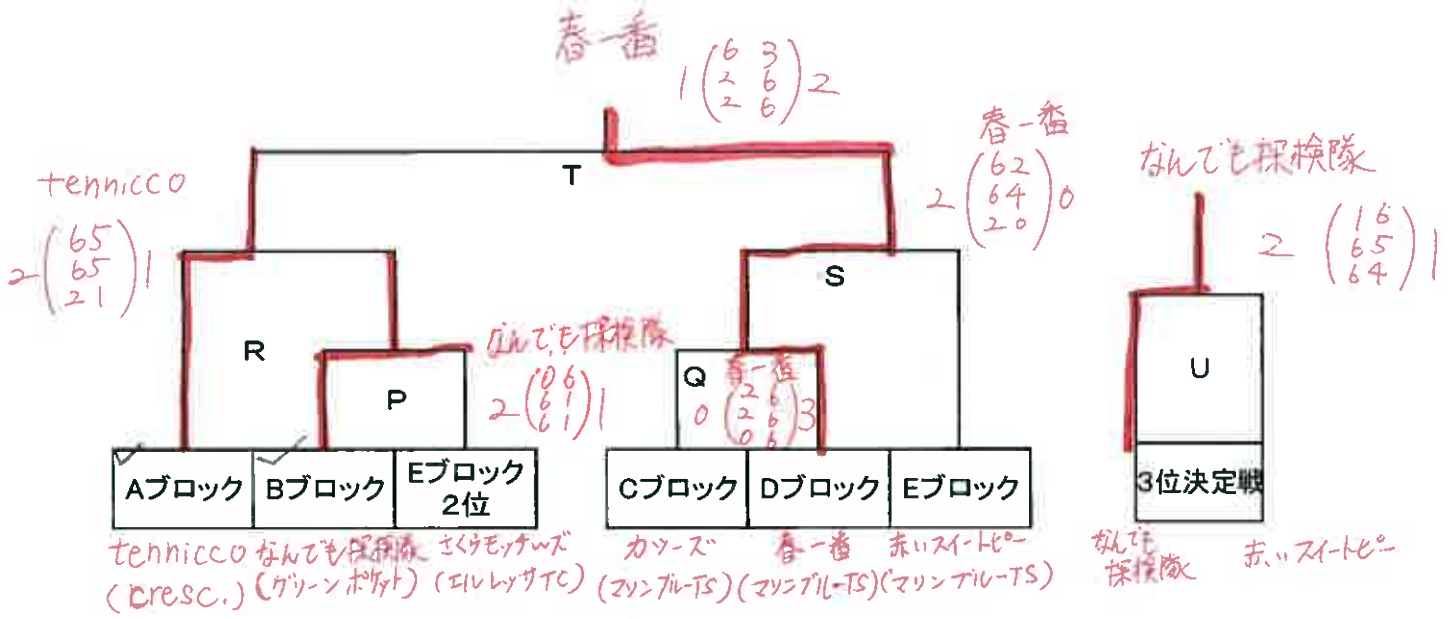 春一番
1 (6 3
2 6
2 6) 2
T
春一番
2 (6 2
6 4
2 0) 0
なんでも探検隊
2 (1 6
6 5
6 4) 1
tennicco
2 (6 5
6 5
2 1) 1
R
S
U
なんでも探検隊
P
2 (0 6
6 1
6 1) 1
Q
春一番
0 (2 6
2 6
0 6) 3
Aブロック
Bブロック
Eブロック
2位
Cブロック
Dブロック
Eブロック
3位決定戦
tennicco
(cresc.)
なんでも探検隊
(グリーンポケット)
さくらモッチーズ
(エルレッサTC)
カツーズ
(マリンブルーTS)
春一番
(マリンブルーTS)
赤いスイートピー
(マリンブルーTS)
なんでも
探検隊
赤いスイートピー